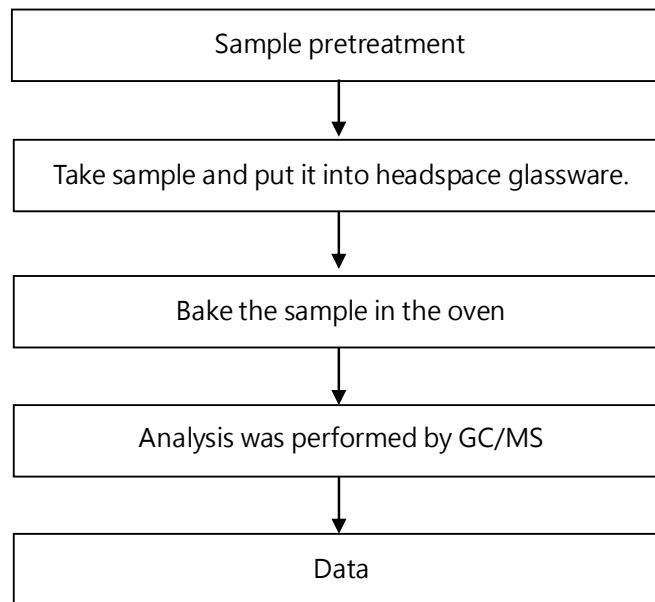 Sample pretreatment
Take sample and put it into headspace glassware.
Bake the sample in the oven
Analysis was performed by GC/MS
Data